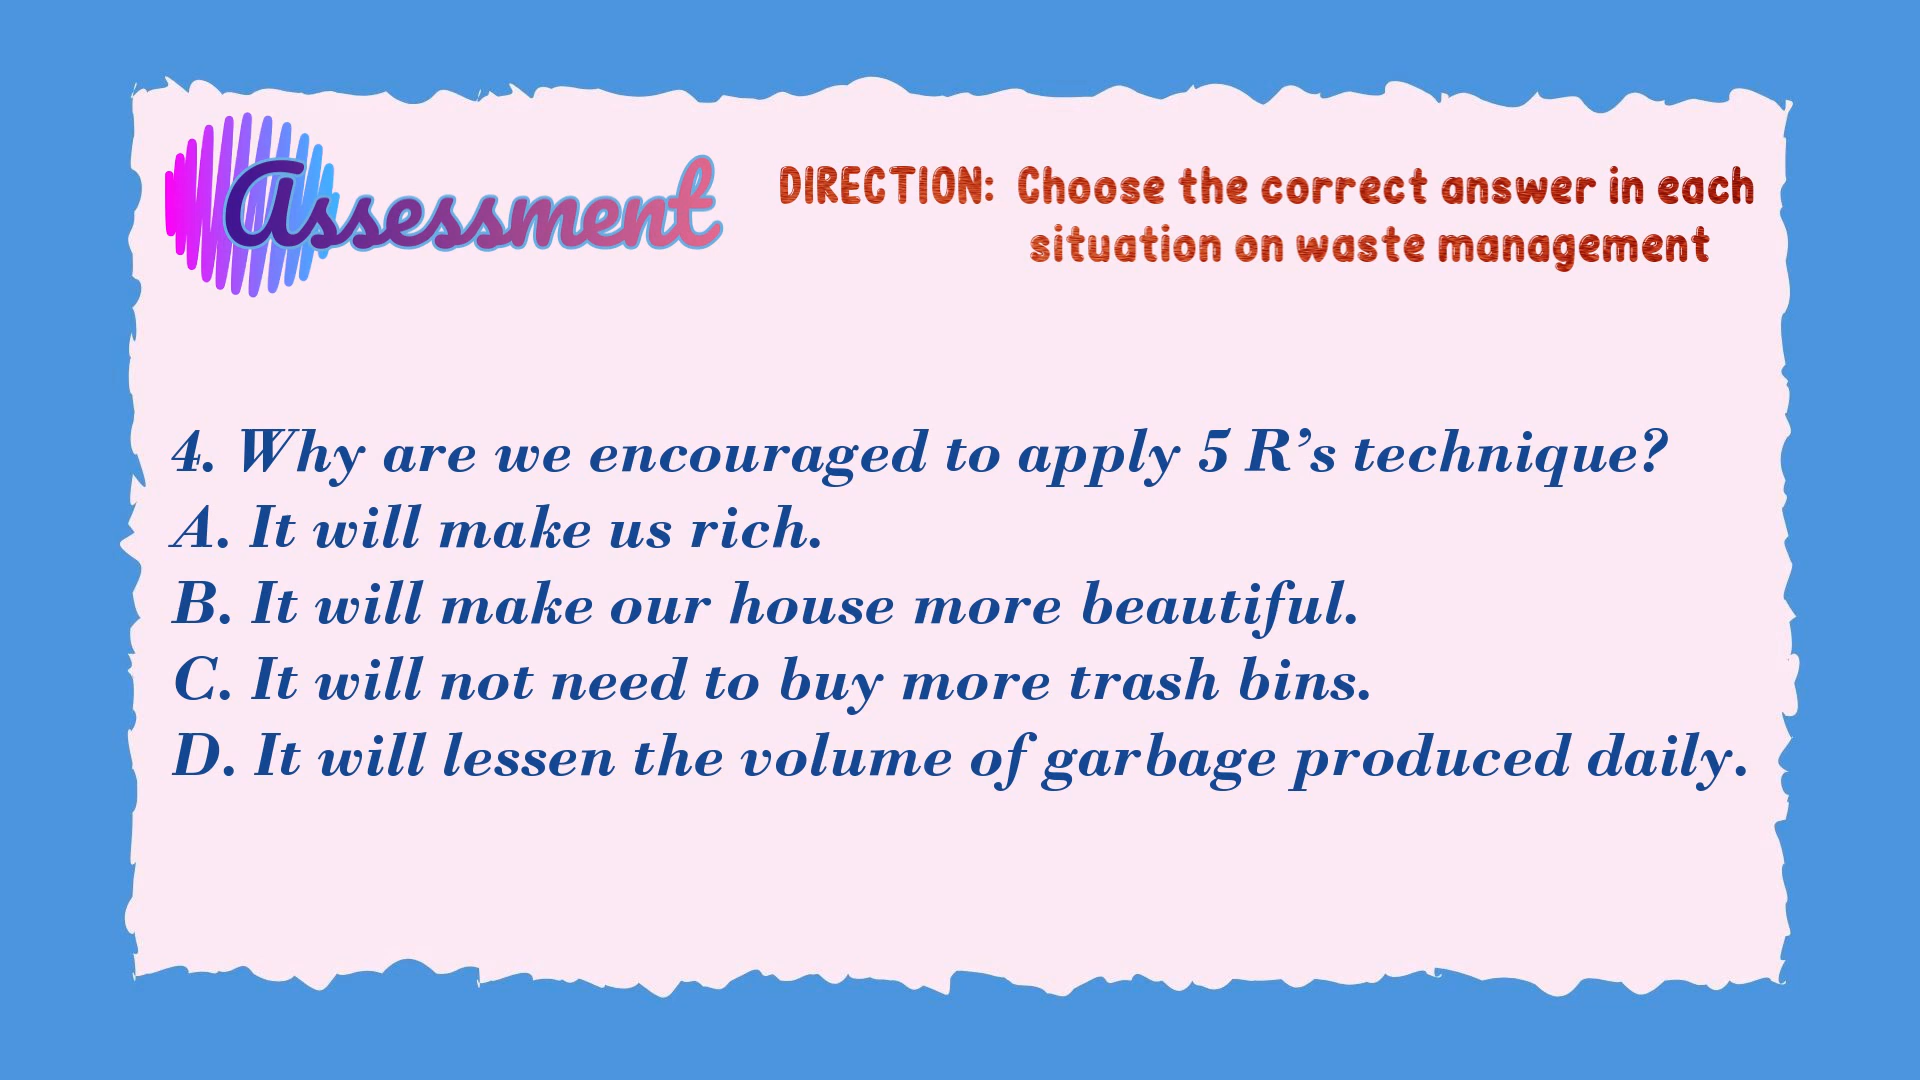 Assessment
DIRECTION: Choose the correct answer in each
situation on waste management
4. Why are we encouraged to apply 5 R’s technique?
A. It will make us rich.
B. It will make our house more beautiful.
C. It will not need to buy more trash bins.
D. It will lessen the volume of garbage produced daily.